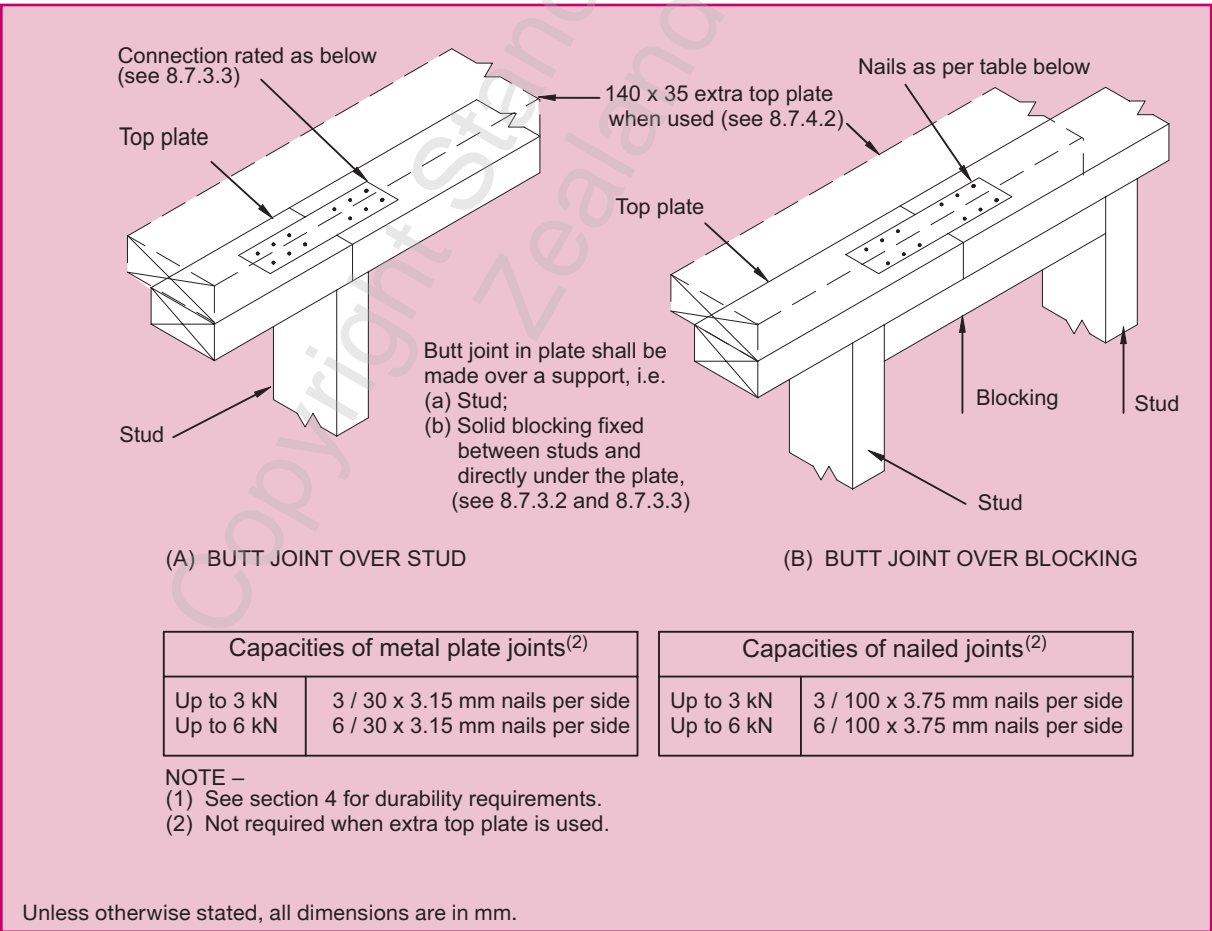 Connection rated as below
(see 8.7.3.3)
Top plate
140 x 35 extra top plate
when used (see 8.7.4.2)
Nails as per table below
Top plate
Stud
Butt joint in plate shall be
made over a support, i.e.
(a) Stud;
(b) Solid blocking fixed
between studs and
directly under the plate,
(see 8.7.3.2 and 8.7.3.3)
Blocking
Stud
Stud
(A) BUTT JOINT OVER STUD
(B) BUTT JOINT OVER BLOCKING
Capacities of metal plate joints(2)
Up to 3 kN 3 / 30 x 3.15 mm nails per side
Up to 6 kN 6 / 30 x 3.15 mm nails per side
Capacities of nailed joints(2)
Up to 3 kN 3 / 100 x 3.75 mm nails per side
Up to 6 kN 6 / 100 x 3.75 mm nails per side
NOTE –
(1) See section 4 for durability requirements.
(2) Not required when extra top plate is used.
Unless otherwise stated, all dimensions are in mm.
Copyright
Zealand